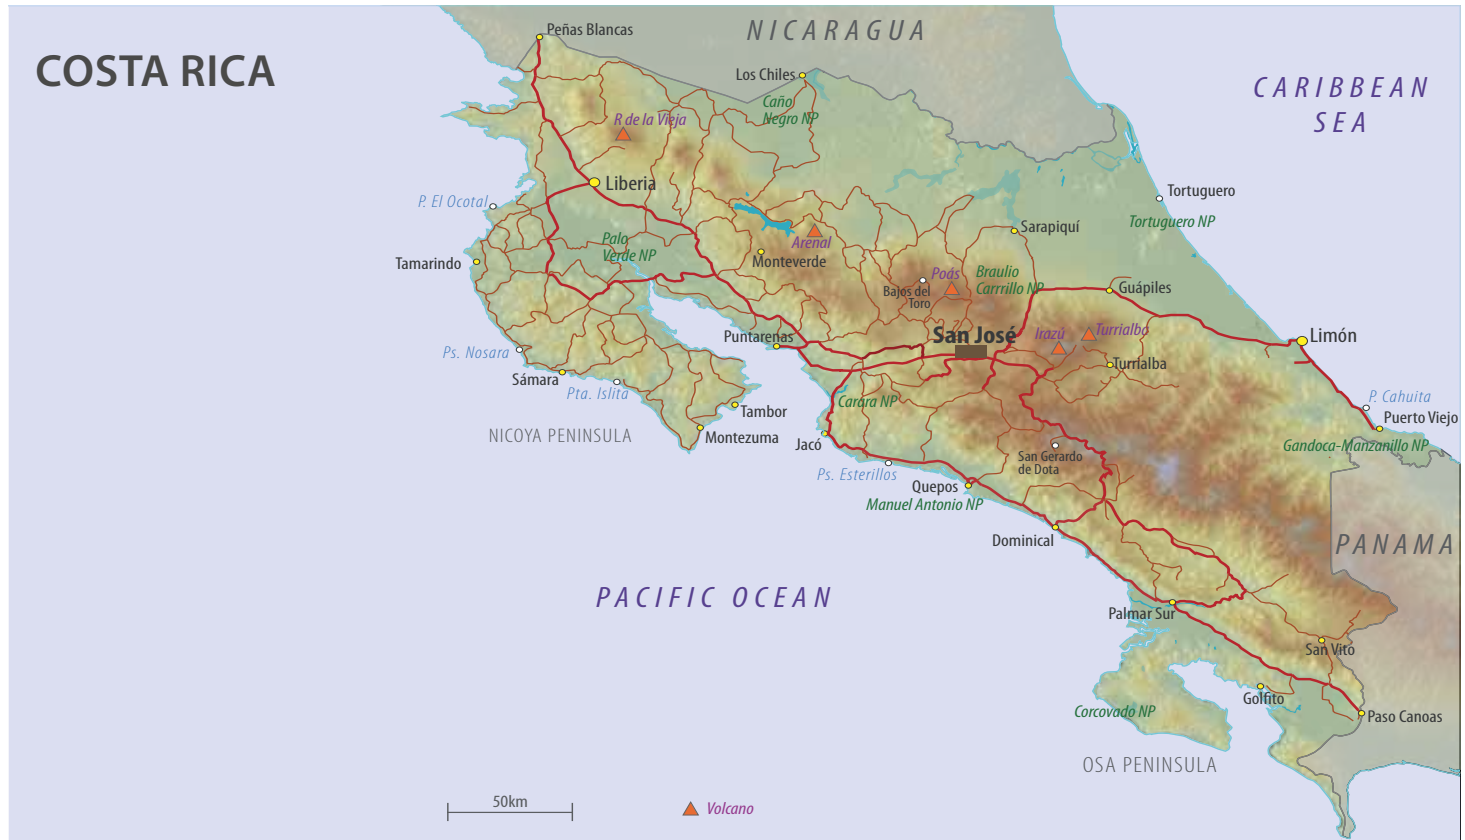 COSTA RICA
Peñas Blancas
NICARAGUA
Los Chiles
Caño
Negro NP
CARIBBEAN
SEA
R de la Vieja
Liberia
P. El Ocotal
Tortuguero
Tortuguero NP
Sarapiquí
Palo
Verde NP
Arenal
Monteverde
Tamarindo
Poás
Braulio
Carrrillo NP
Bajos del
Toro
Guápiles
Puntarenas
San José
Irazú
Turrialba
Limón
Ps. Nosara
Turrialba
Sámara
Pta. Islita
Carara NP
P. Cahuita
Tambor
Puerto Viejo
NICOYA PENINSULA
Montezuma
Jacó
Gandoca-Manzanillo NP
San Gerardo
de Dota
Ps. Esterillos
Quepos
Manuel Antonio NP
Dominical
PANAMA
PACIFIC OCEAN
Palmar Sur
San Vito
Golfito
Corcovado NP
Paso Canoas
OSA PENINSULA
50km
Volcano